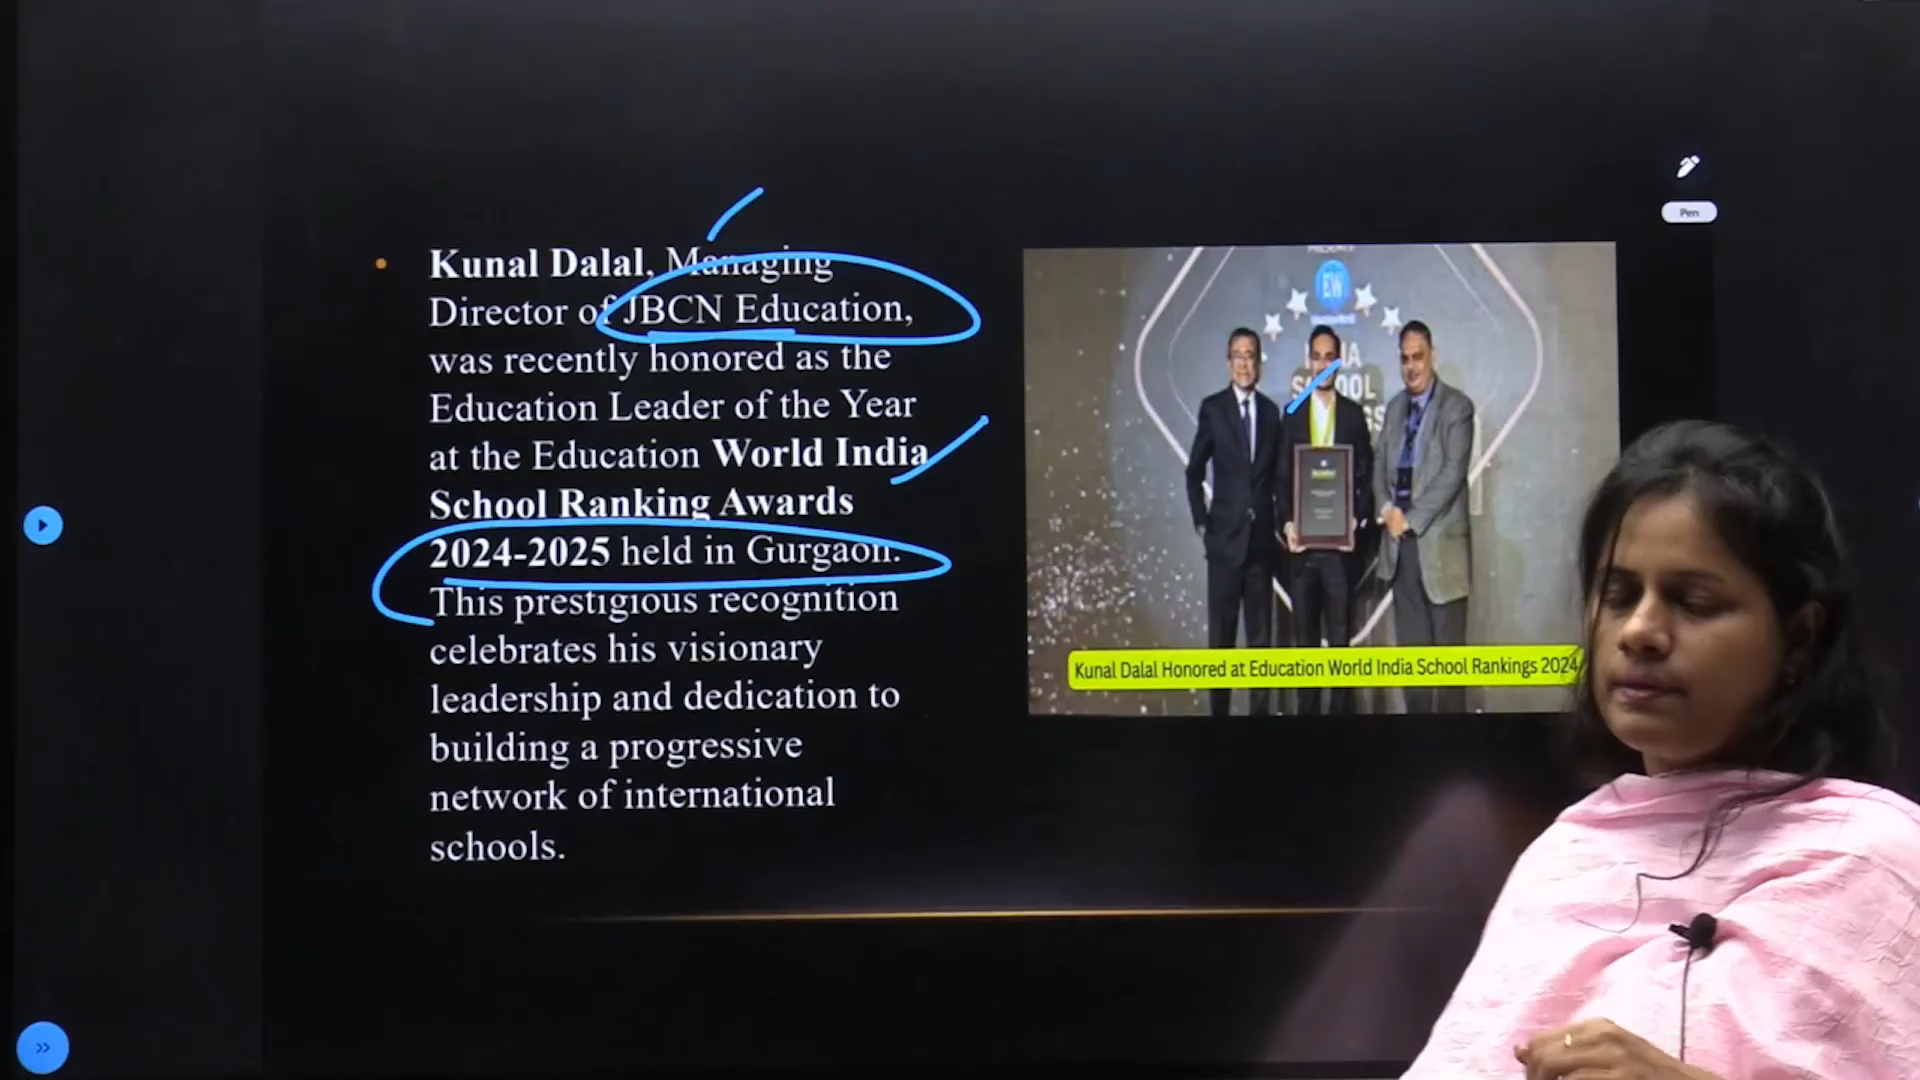 Pen
Kunal Dalal, Managing
Director of JBCN Education,
was recently honored as the
Education Leader of the Year
at the Education World India
School Ranking Awards
2024-2025 held in Gurgaon.
This prestigious recognition
celebrates his visionary
leadership and dedication to
building a progressive
network of international
schools.
EW
SCHOOL
Kunal Dalal Honored at Education World India School Rankings 2024